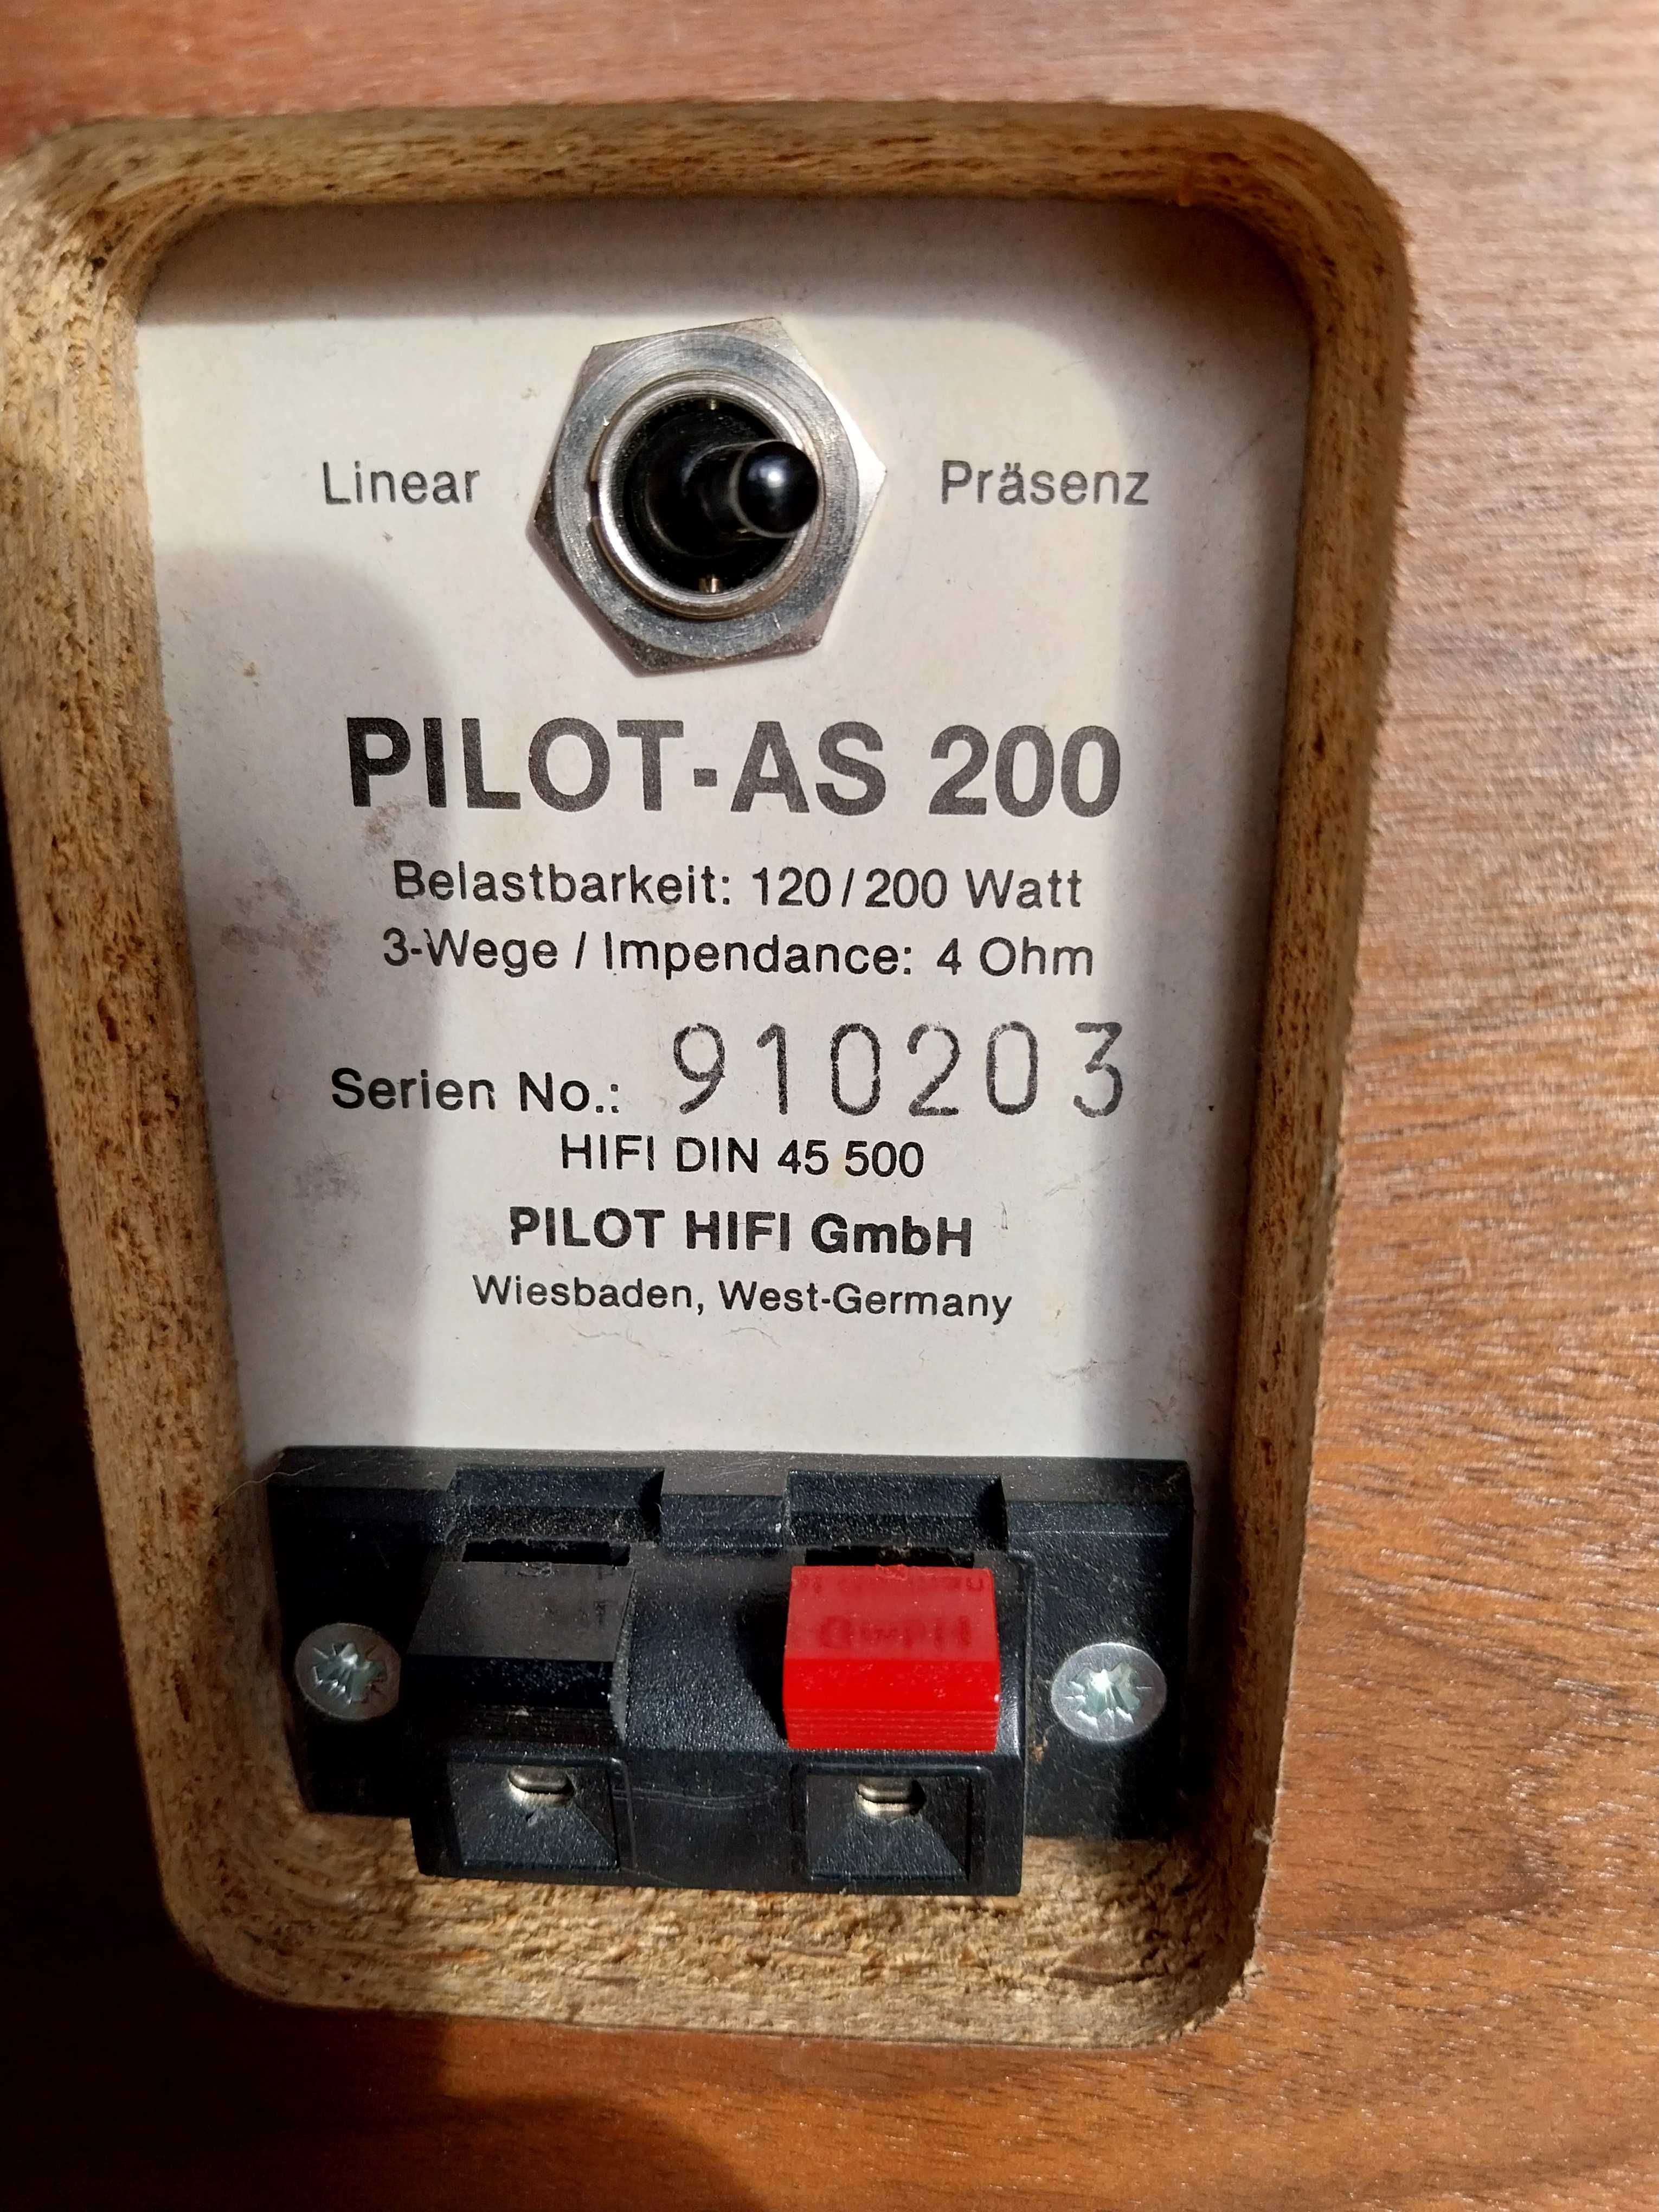 Linear Präsenz
PILOT-AS 200
Belastbarkeit: 120/200 Watt
3-Wege / Impendance: 4 Ohm
Serien No.: 910203
HIFI DIN 45 500
PILOT HIFI GmbH
Wiesbaden, West-Germany